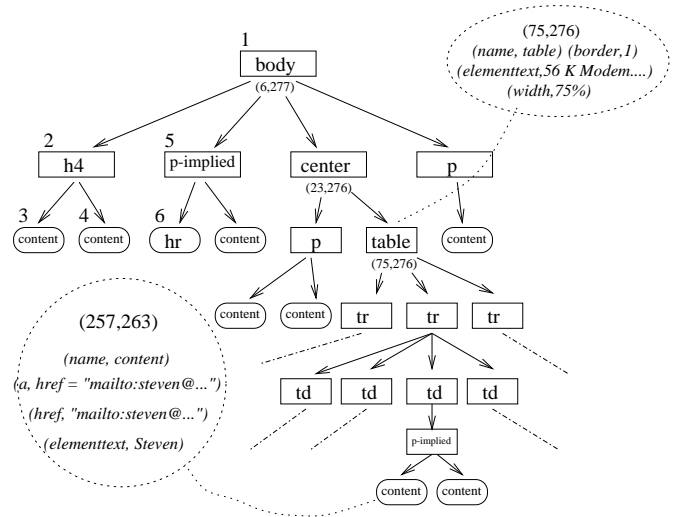 1
body
(6,277)
(75,276)
(name, table) (border,1)
(elementtext,56 K Modem....)
(width,75%)
2
h4
5
p-implied
center
(23,276)
p
3
content
4
content
6
hr
content
p
table
(75,276)
content
content
content
tr
tr
tr
(257,263)
(name, content)
(a, href = "mailto:steven@...")
(href, "mailto:steven@...")
(elementtext, Steven)
td
td
td
td
p-implied
content
content